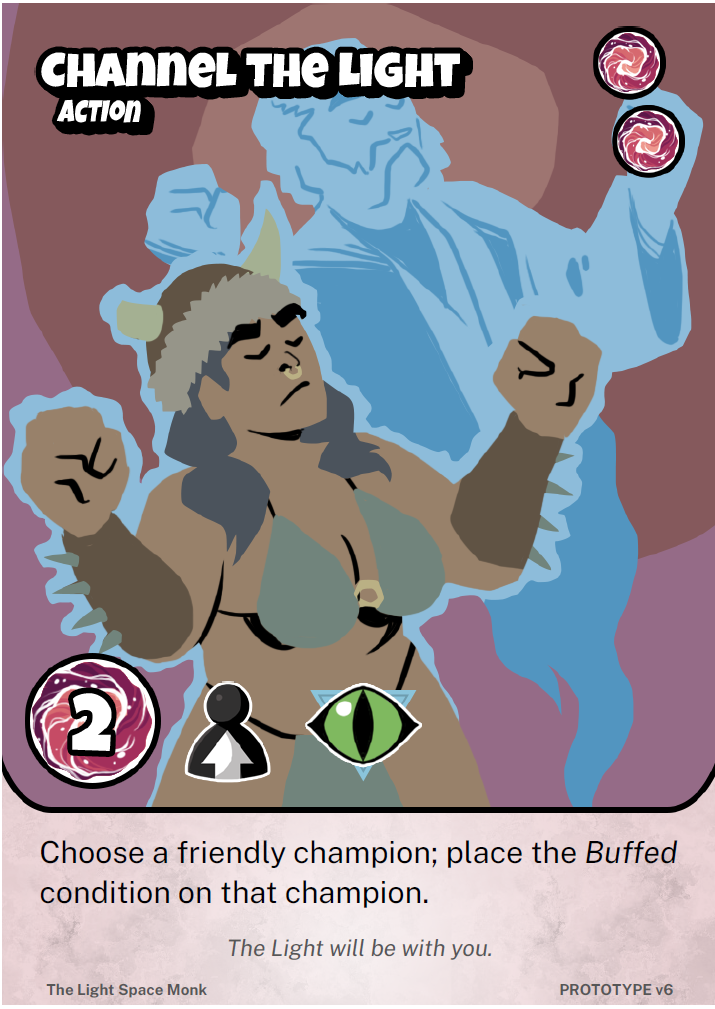 Channel the Light
Action
2
Choose a friendly champion; place the Buffed
condition on that champion.
The Light will be with you.
The Light Space Monk
PROTOTYPE v6